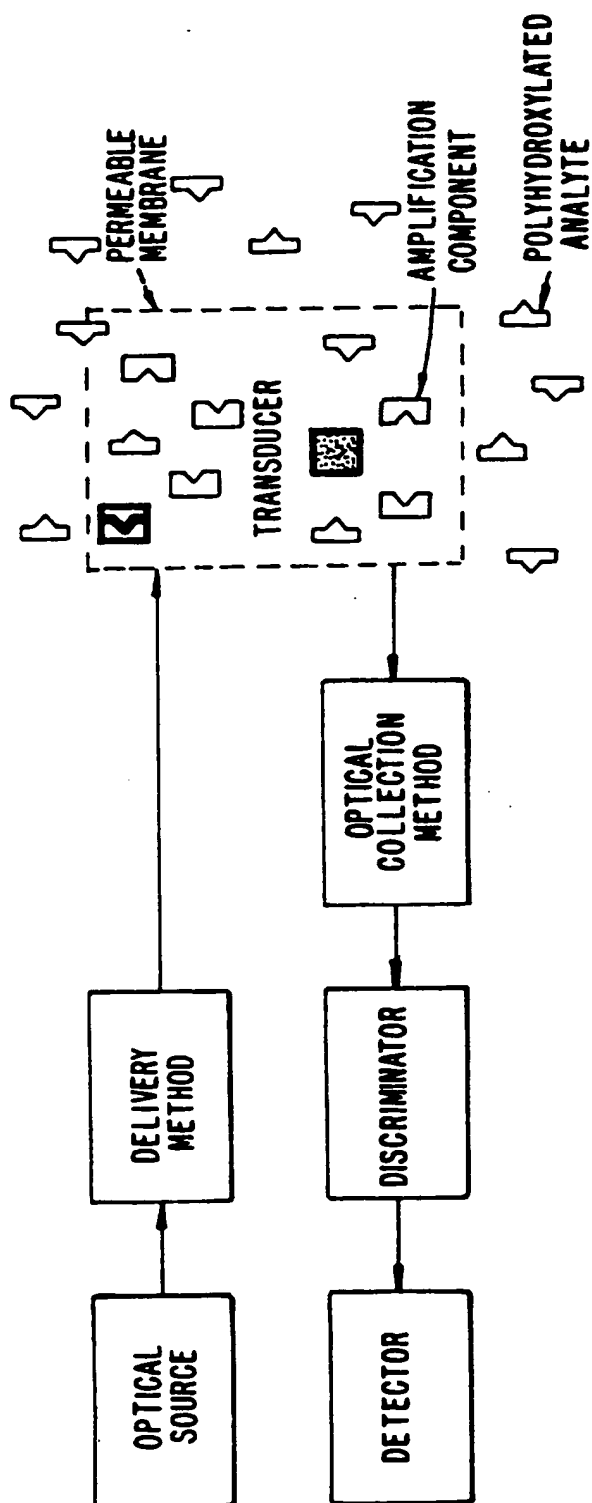 OPTICAL
SOURCE
DELIVERY
METHOD
TRANSDUCER
PERMEABLE
MEMBRANE
AMPLIFICATION
COMPONENT
POLYHYDROXYLATED
ANALYTE
OPTICAL
COLLECTION
METHOD
DISCRIMINATOR
DETECTOR